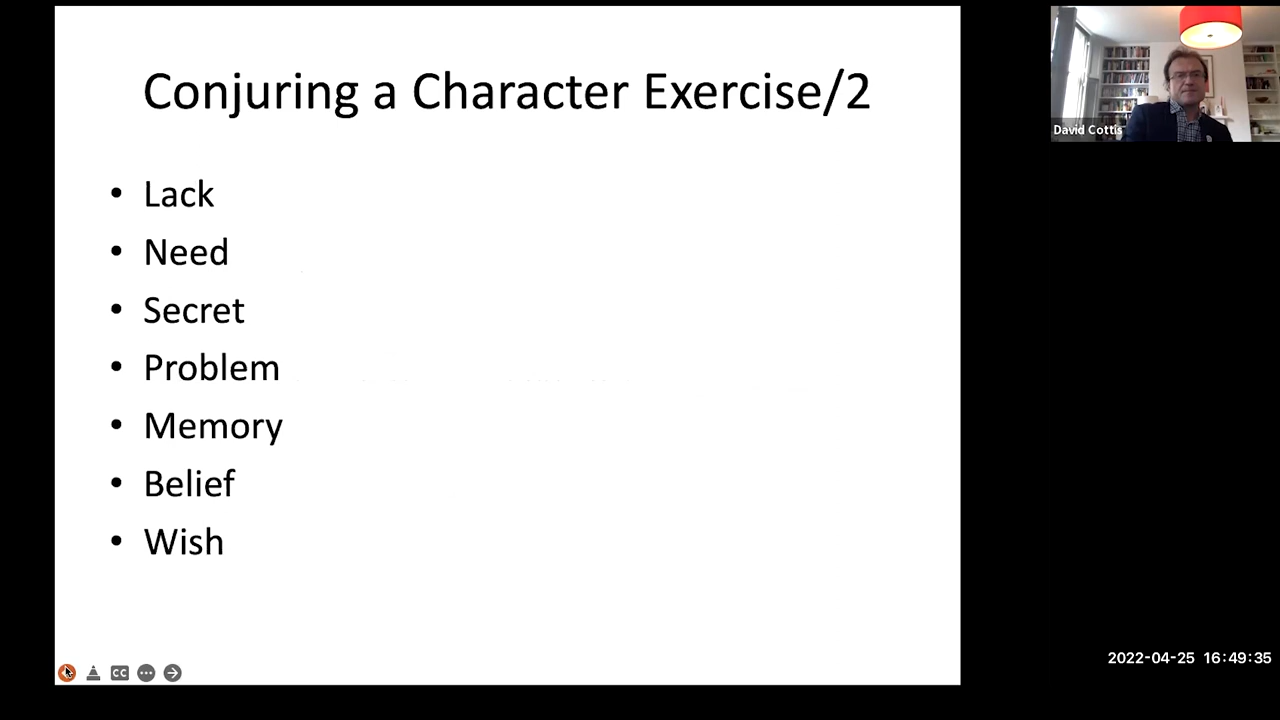 Conjuring a Character Exercise/2
• Lack
• Need
• Secret
• Problem
• Memory
• Belief
• Wish
David Cottis
CC
2022-04-25 16:49:35